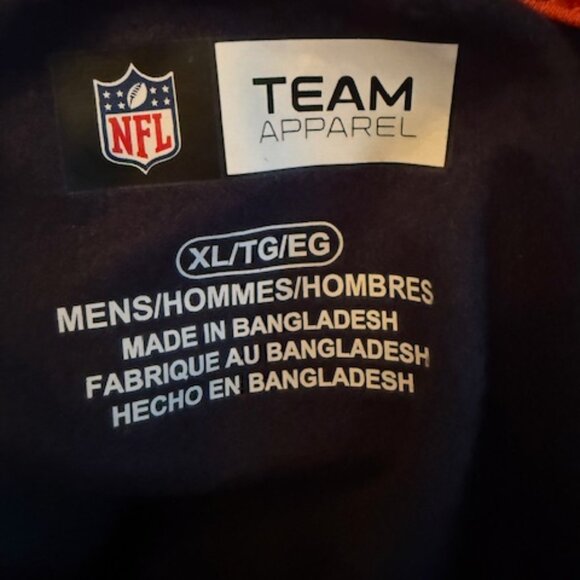 NFL
TEAM
APPAREL
XL/TG/EG
MENS/HOMMES/HOMBRES
MADE IN BANGLADESH
FABRIQUE AU BANGLADESH
HECHO EN BANGLADESH